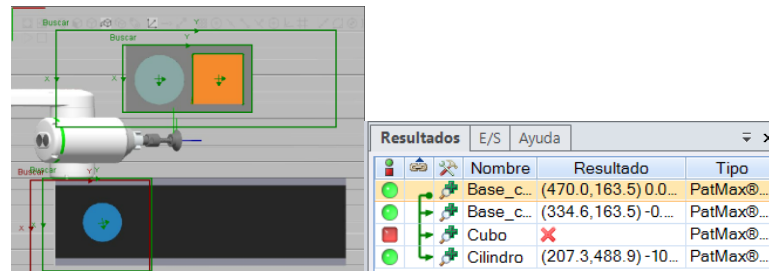 Buscar
Y
Buscar
Y
X
X
Buscar
Y
Y
X
X
Resultados E/S Ayuda
Nombre Resultado Tipo
Base_c... (470.0,163.5) 0.0... PatMax®...
Base_c... (334.6,163.5) -0.... PatMax®...
Cubo PatMax®...
Cilindro (207.3,488.9) -10... PatMax®...